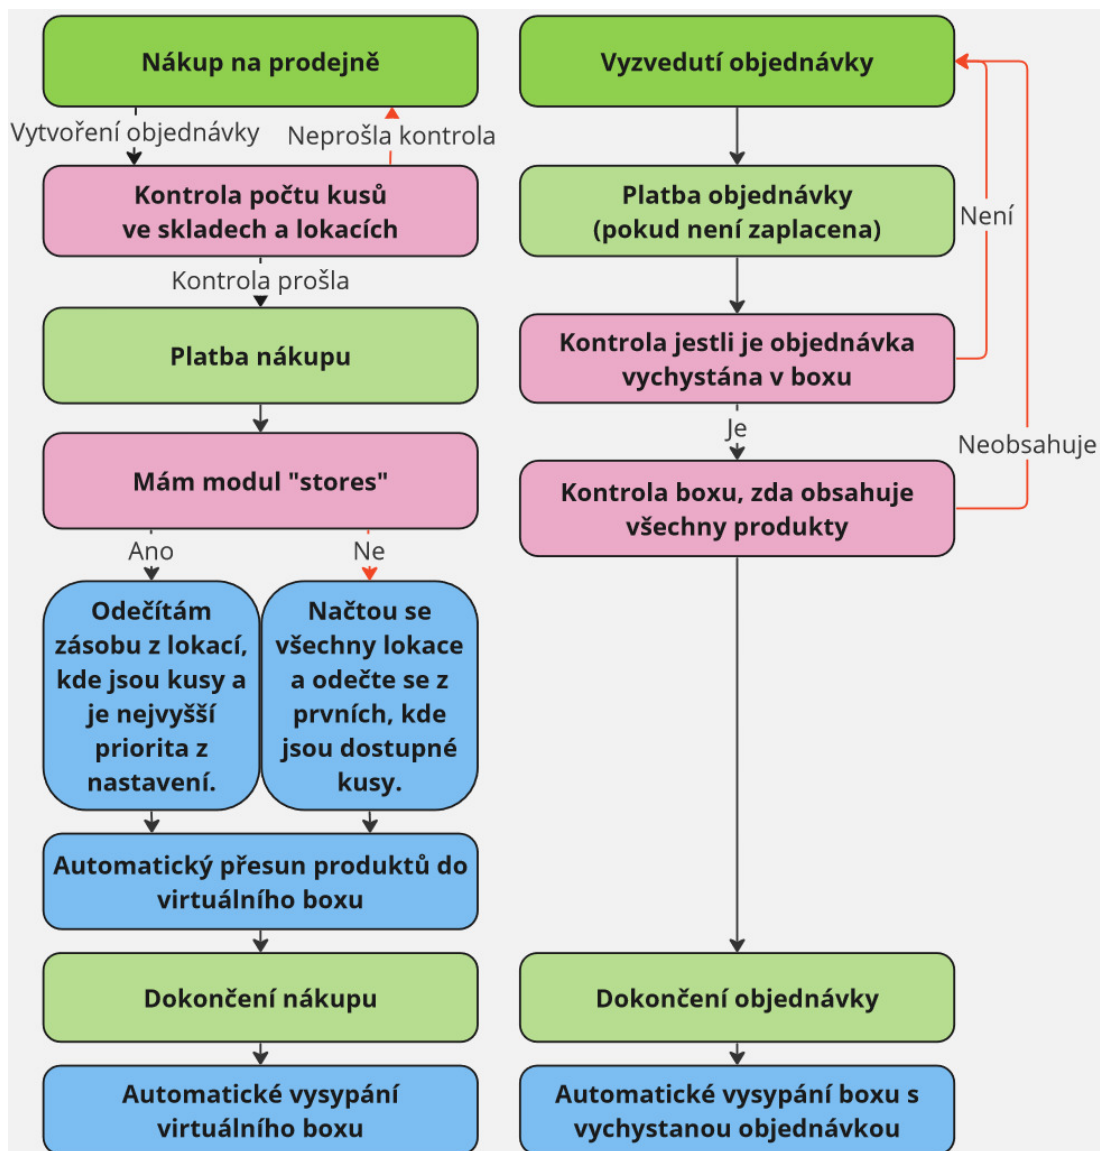 Nákup na prodejně
Vytvoření objednávky
Neprošla kontrola
Kontrola počtu kusů
ve skladech a lokacích
Kontrola prošla
Platba nákupu
Mám modul "stores"
Ano
Ne
Odečítám
zásobu z lokací,
kde jsou kusy a
je nejvyšší
priorita z
nastavení.
Načtou se
všechny lokace
a odečte se z
prvních, kde
jsou dostupné
kusy.
Automatický přesun produktů do
virtuálního boxu
Dokončení nákupu
Automatické vysypání
virtuálního boxu
Vyzvedutí objednávky
Platba objednávky
(pokud není zaplacena)
Není
Kontrola jestli je objednávka
vychystána v boxu
Je
Neobsahuje
Kontrola boxu, zda obsahuje
všechny produkty
Dokončení objednávky
Automatické vysypání boxu s
vychystanou objednávkou